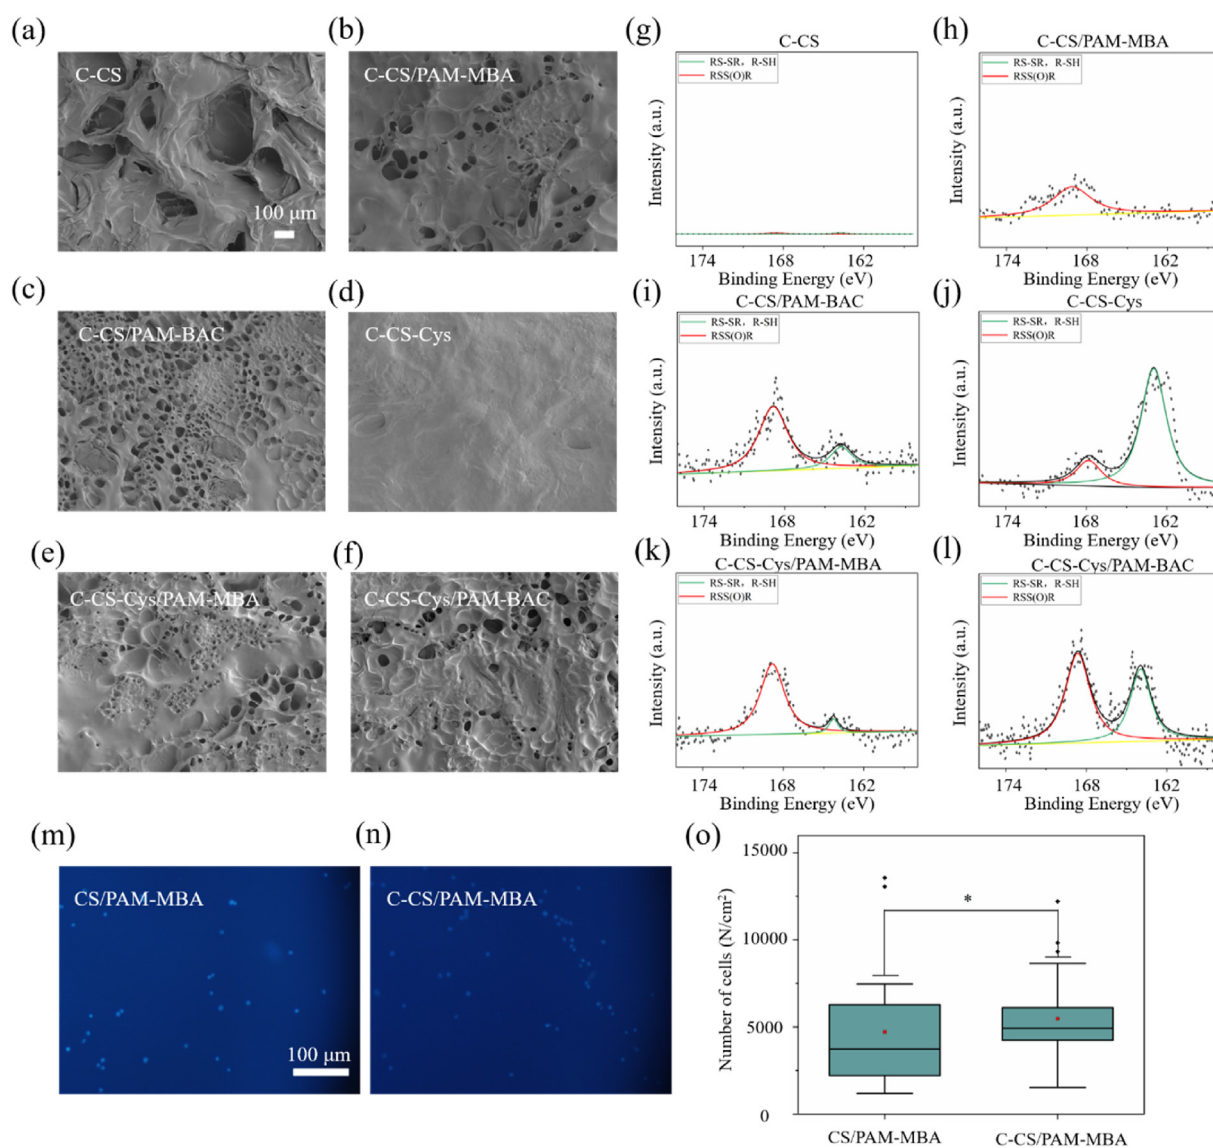 (a)
C-CS
100 μm
(b)
C-CS/PAM-MBA
(c)
C-CS/PAM-BAC
(d)
C-CS-Cys
(e)
C-CS-Cys/PAM-MBA
(f)
C-CS-Cys/PAM-BAC
(g)
C-CS
RS-SR, R-SH
RSS(O)R
Intensity (a.u.)
174 168 162
Binding Energy (eV)
(h)
C-CS/PAM-MBA
RS-SR, R-SH
RSS(O)R
Intensity (a.u.)
174 168 162
Binding Energy (eV)
(i)
C-CS/PAM-BAC
RS-SR, R-SH
RSS(O)R
Intensity (a.u.)
174 168 162
Binding Energy (eV)
(j)
C-CS-Cys
RS-SR, R-SH
RSS(O)R
Intensity (a.u.)
174 168 162
Binding Energy (eV)
(k)
C-CS-Cys/PAM-MBA
RS-SR, R-SH
RSS(O)R
Intensity (a.u.)
174 168 162
Binding Energy (eV)
(l)
C-CS-Cys/PAM-BAC
RS-SR, R-SH
RSS(O)R
Intensity (a.u.)
174 168 162
Binding Energy (eV)
(m)
CS/PAM-MBA
100 μm
(n)
C-CS/PAM-MBA
(o)
Number of cells (N/cm²)
15000
10000
5000
0
*
CS/PAM-MBA C-CS/PAM-MBA